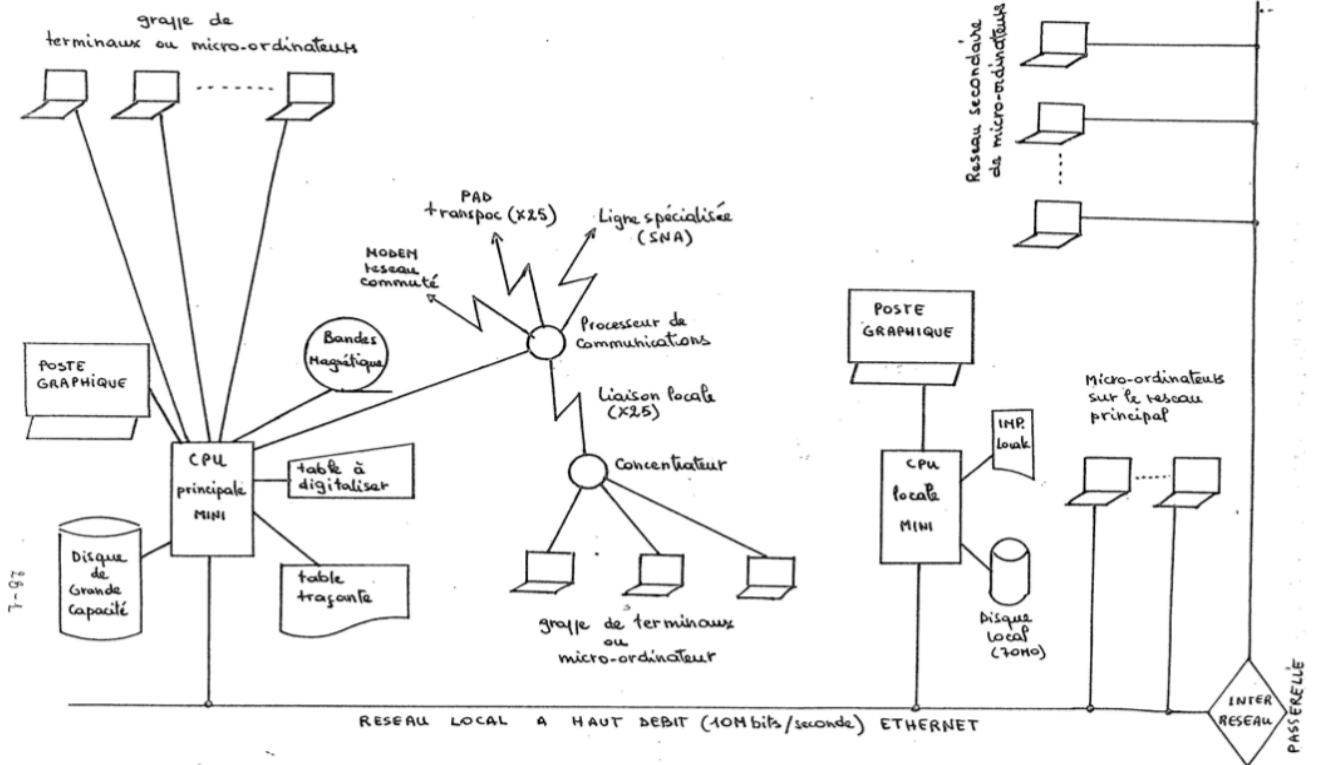 grappe de
terminaux ou micro-ordinateurs
Reseau secondaire
de micro-ordinateurs
PAD
transpac (X25)
Ligne spécialisée
(SNA)
MODEM
reseau
commuté
Processeur de
communications
Bandes
Magnétique
POSTE
GRAPHIQUE
Liaison locale
(X25)
Concentrateur
CPU
principale
MINI
table à
digitaliser
Disque
de
Grande
Capacité
table
traçante
grappe de terminaux
ou
micro-ordinateur
POSTE
GRAPHIQUE
IMP.
locale
CPU
locale
MINI
Micro-ordinateurs
sur le reseau
principal
Disque
local
(70MO)
RESEAU LOCAL A HAUT DEBIT (10Mbits/seconde) ETHERNET
INTER
RESEAU
PASSERELLE